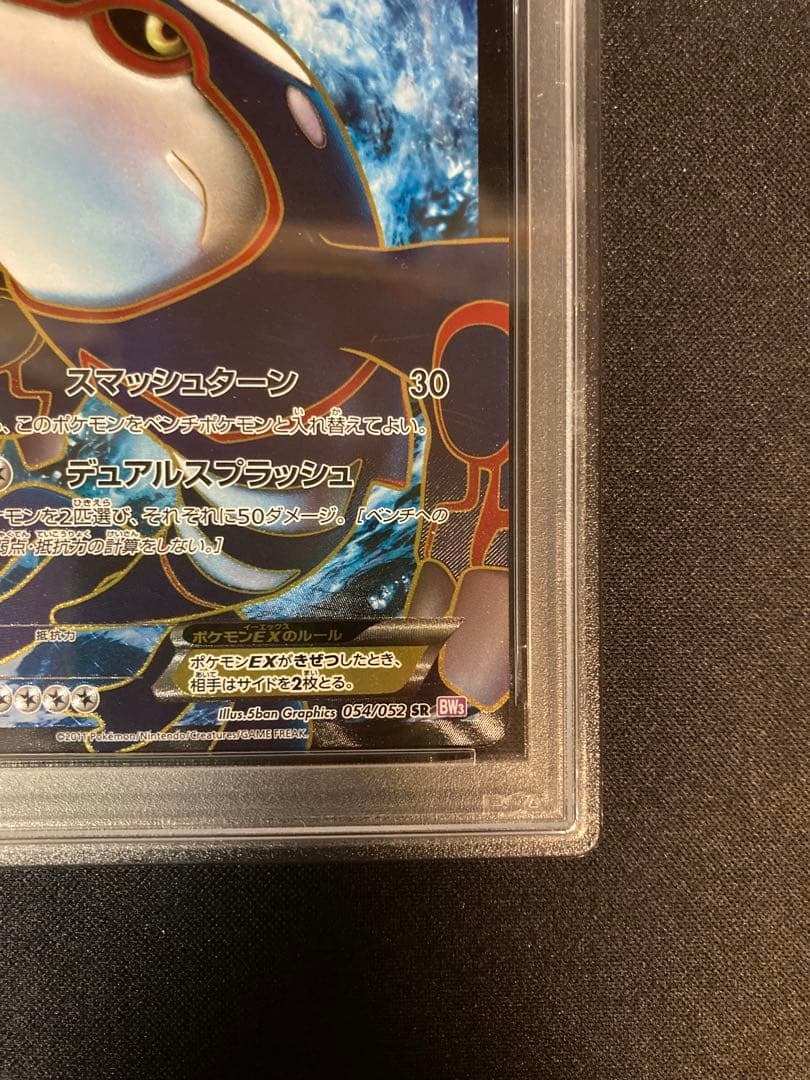 スマッシュターン 30
、このポケモンをベンチポケモンと入れ替えてよい。
デュアルスプラッシュ
モンを2匹選び、それぞれに50ダメージ。［ベンチへの
弱点・抵抗力の計算をしない。］
抵抗力
ポケモンEXのルール
ポケモンEXがきぜつしたとき、
相手はサイドを2枚とる。
Illus.5ban Graphics 054/052 SR BW3
©2011 Pokémon/Nintendo/Creatures/GAME FREAK.